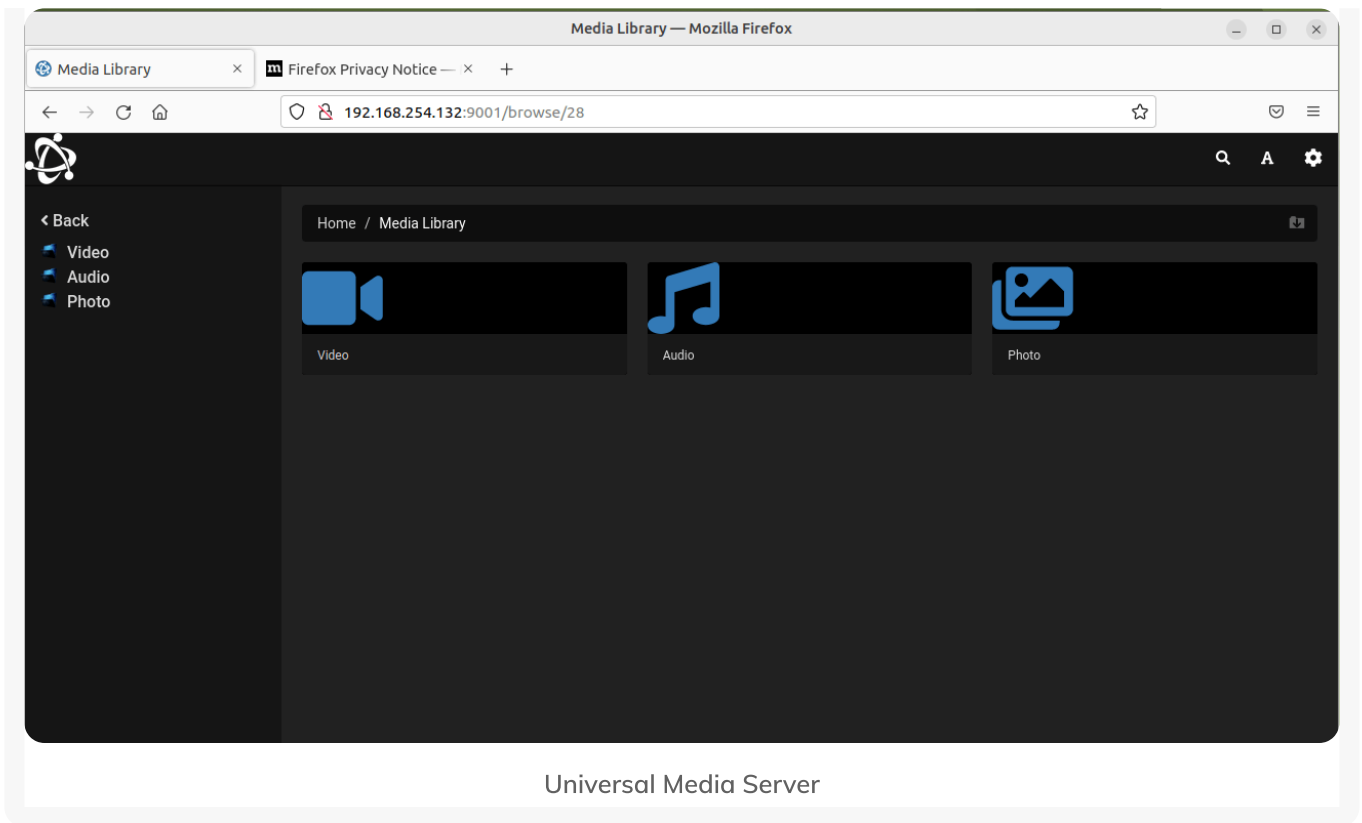 Media Library — Mozilla Firefox
Media Library
Firefox Privacy Notice —
192.168.254.132:9001/browse/28
A
Back
Video
Audio
Photo
Home / Media Library
Video
Audio
Photo
Universal Media Server